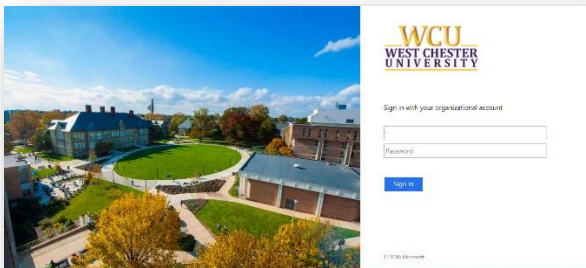 WCU
WEST CHESTER
UNIVERSITY
Sign in with your organizational account
Password
Sign in
© 2016 Microsoft